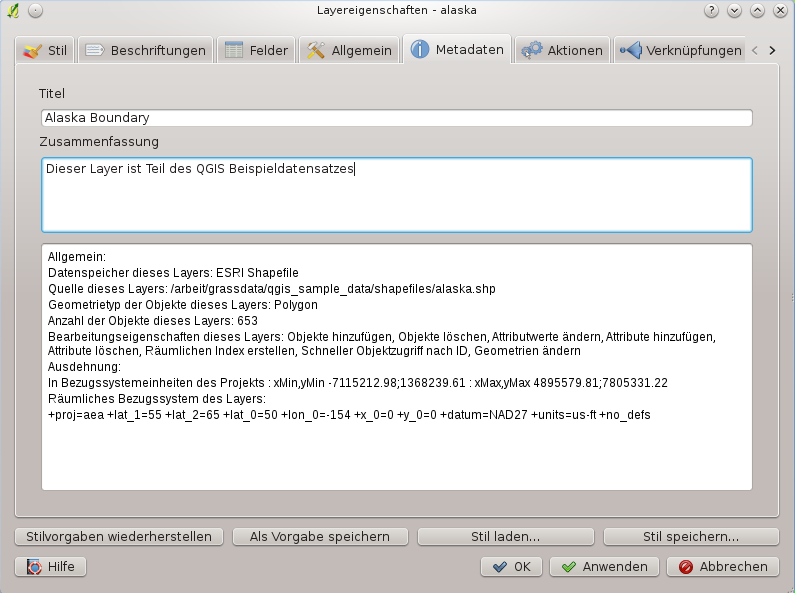 Layereigenschaften - alaska
Stil Beschriftungen Felder Allgemein Metadaten Aktionen Verknüpfungen
Titel
Alaska Boundary
Zusammenfassung
Dieser Layer ist Teil des QGIS Beispieldatensatzes
Allgemein:
Datenspeicher dieses Layers: ESRI Shapefile
Quelle dieses Layers: /arbeit/grassdata/qgis_sample_data/shapefiles/alaska.shp
Geometrietyp der Objekte dieses Layers: Polygon
Anzahl der Objekte dieses Layers: 653
Bearbeitungseigenschaften dieses Layers: Objekte hinzufügen, Objekte löschen, Attributwerte ändern, Attribute hinzufügen,
Attribute löschen, Räumlichen Index erstellen, Schneller Objektzugriff nach ID, Geometrien ändern
Ausdehnung:
In Bezugssystemeinheiten des Projekts : xMin,yMin -7115212.98;1368239.61 : xMax,yMax 4895579.81;7805331.22
Räumliches Bezugssystem des Layers:
+proj=aea +lat_1=55 +lat_2=65 +lat_0=50 +lon_0=-154 +x_0=0 +y_0=0 +datum=NAD27 +units=us-ft +no_defs
Stilvorgaben wiederherstellen Als Vorgabe speichern Stil laden... Stil speichern...
Hilfe OK Anwenden Abbrechen